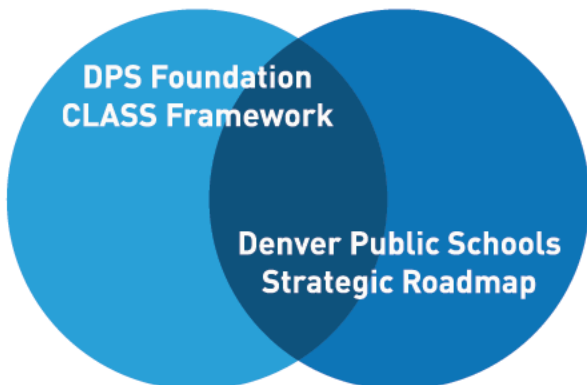 DPS Foundation
CLASS Framework
Denver Public Schools
Strategic Roadmap